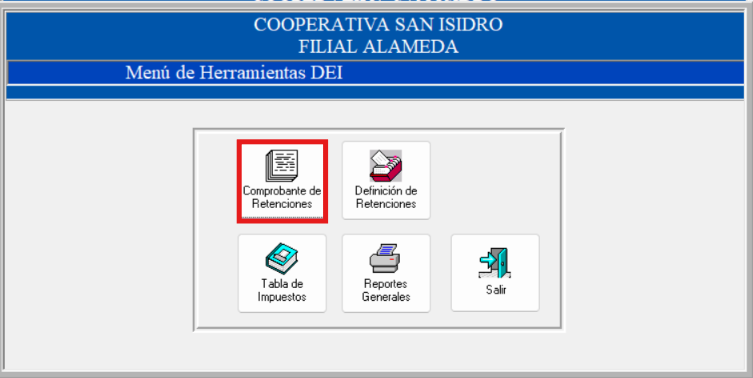 COOPERATIVA SAN ISIDRO
FILIAL ALAMEDA
Menú de Herramientas DEI
Comprobante de
Retenciones
Definición de
Retenciones
Tabla de
Impuestos
Reportes
Generales
Salir